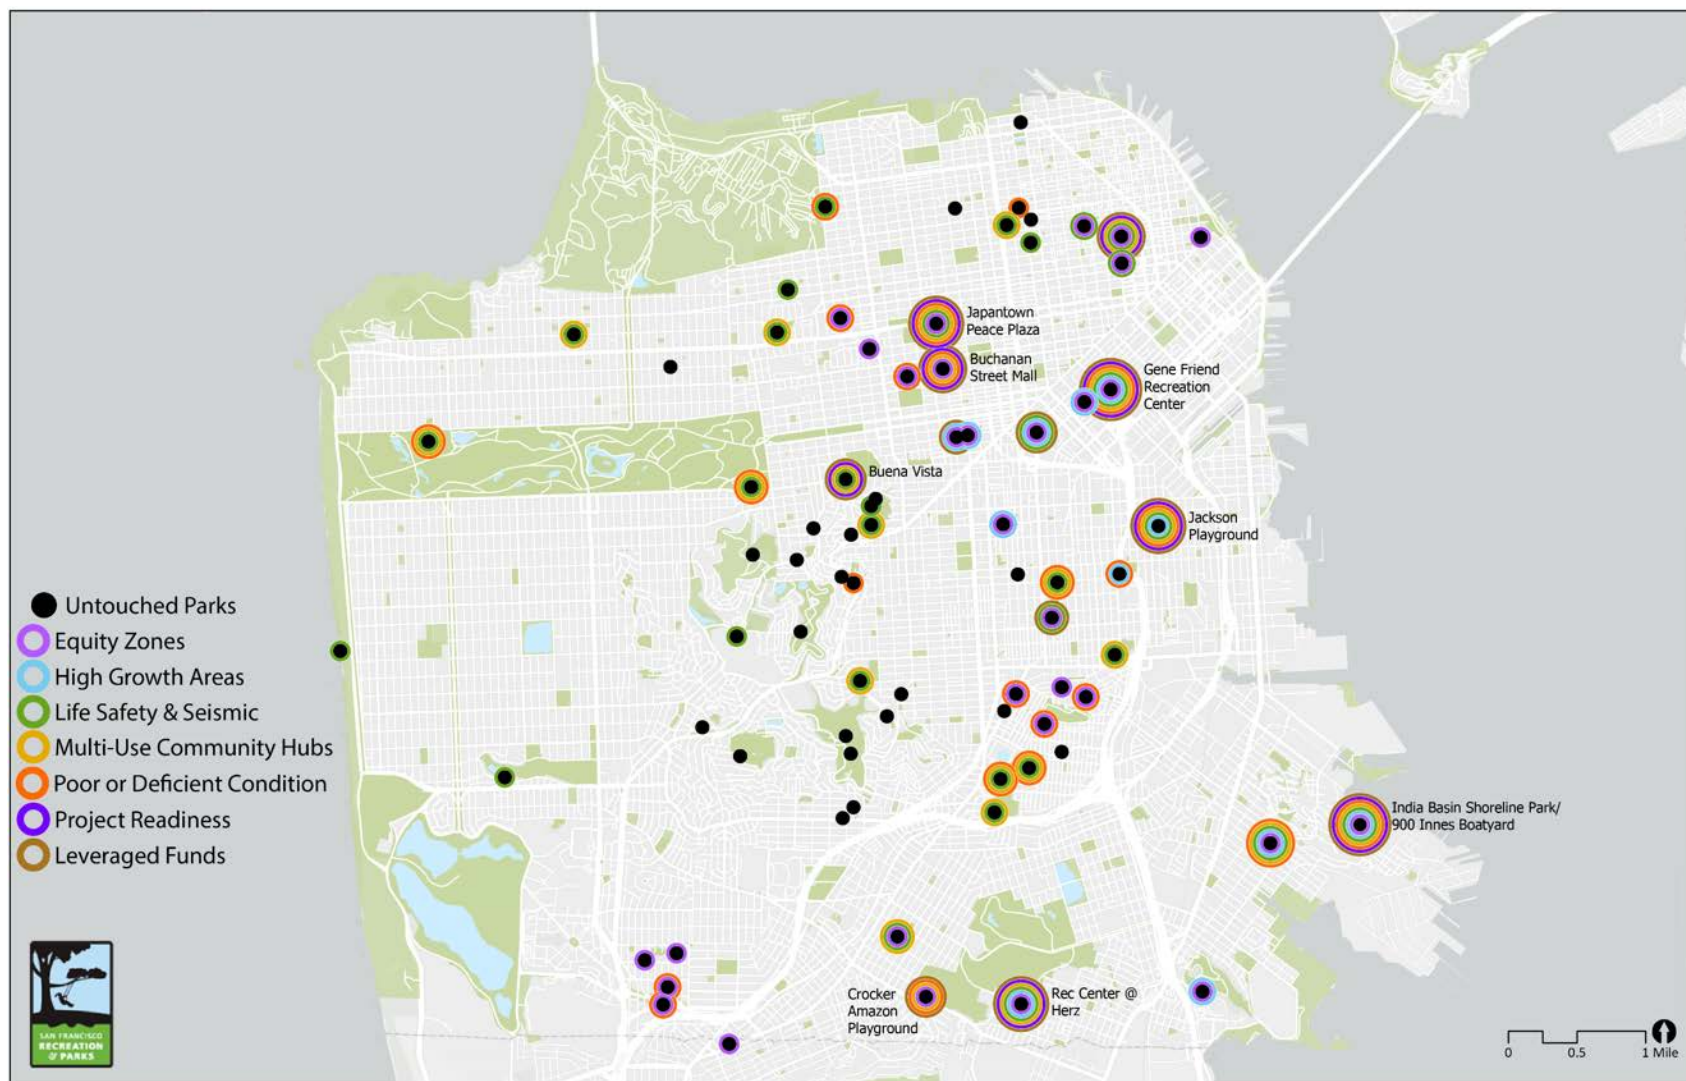 Japantown
Peace Plaza
Buchanan
Street Mall
Gene Friend
Recreation
Center
Buena Vista
Jackson
Playground
Untouched Parks
Equity Zones
High Growth Areas
Life Safety & Seismic
Multi-Use Community Hubs
Poor or Deficient Condition
Project Readiness
Leveraged Funds
India Basin Shoreline Park/
900 Innes Boatyard
Crocker
Amazon
Playground
Rec Center @
Herz
SAN FRANCISCO
RECREATION
& PARKS
0 0.5 1 Mile